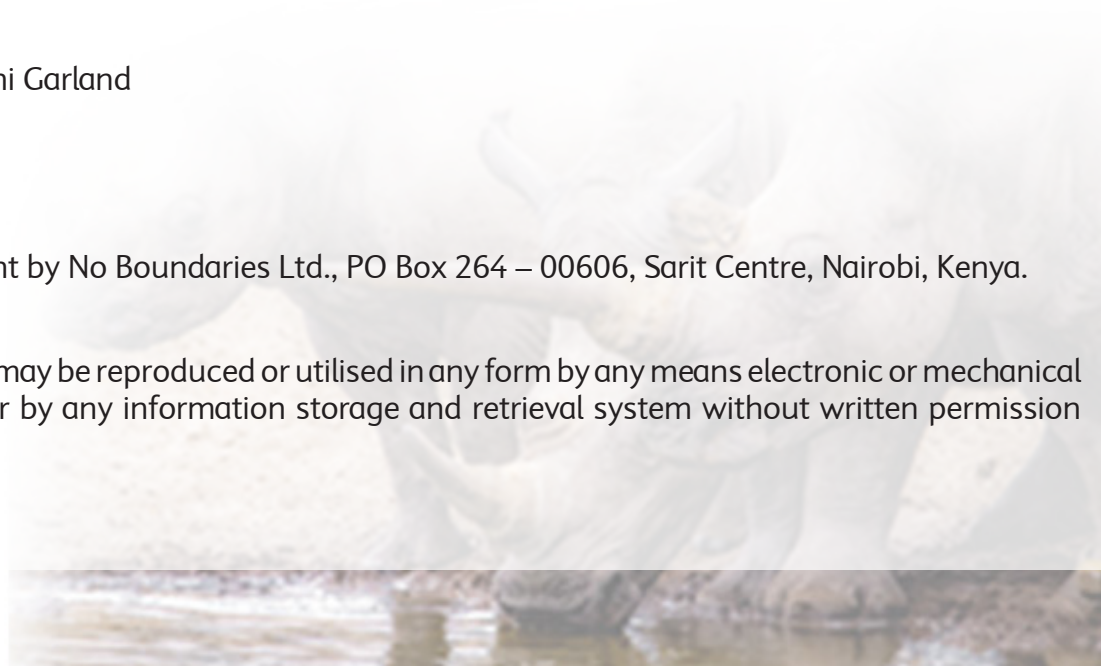 ni Garland
nt by No Boundaries Ltd., PO Box 264 – 00606, Sarit Centre, Nairobi, Kenya.
may be reproduced or utilised in any form by any means electronic or mechanical
r by any information storage and retrieval system without written permission